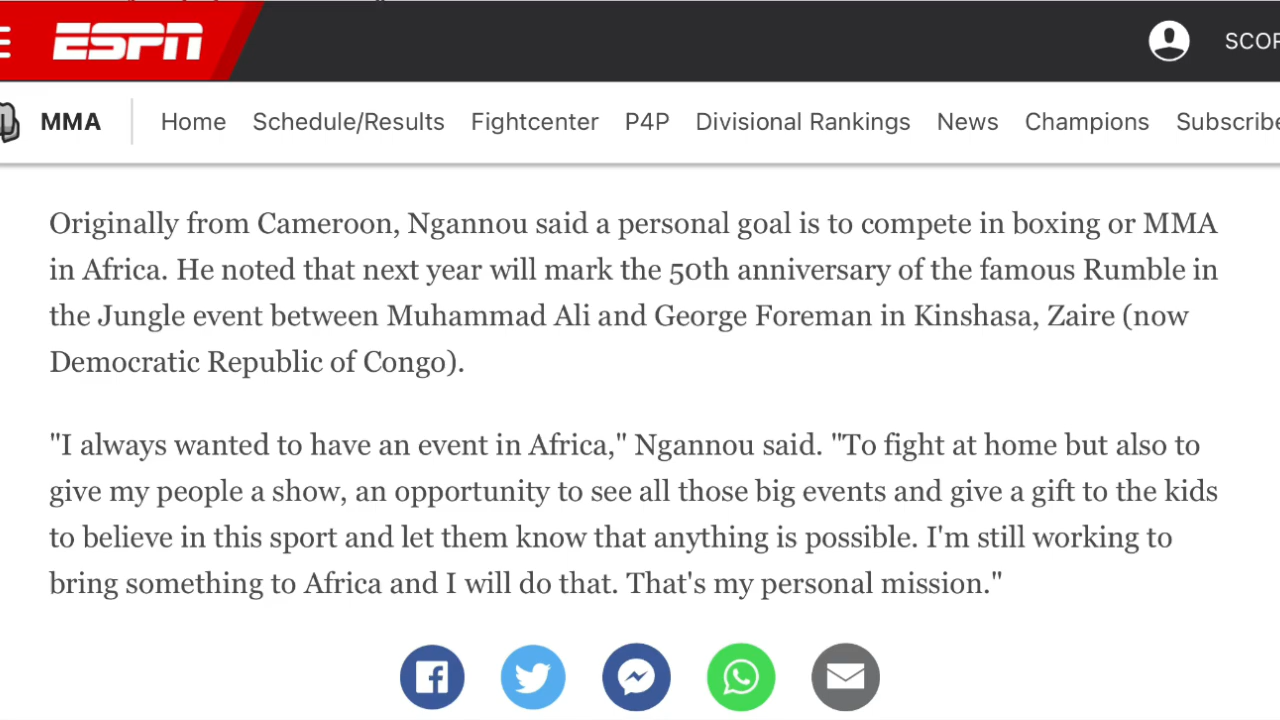 ESPN
SCOR
MMA Home Schedule/Results Fightcenter P4P Divisional Rankings News Champions Subscribe
Originally from Cameroon, Ngannou said a personal goal is to compete in boxing or MMA
in Africa. He noted that next year will mark the 50th anniversary of the famous Rumble in
the Jungle event between Muhammad Ali and George Foreman in Kinshasa, Zaire (now
Democratic Republic of Congo).
"I always wanted to have an event in Africa," Ngannou said. "To fight at home but also to
give my people a show, an opportunity to see all those big events and give a gift to the kids
to believe in this sport and let them know that anything is possible. I'm still working to
bring something to Africa and I will do that. That's my personal mission."